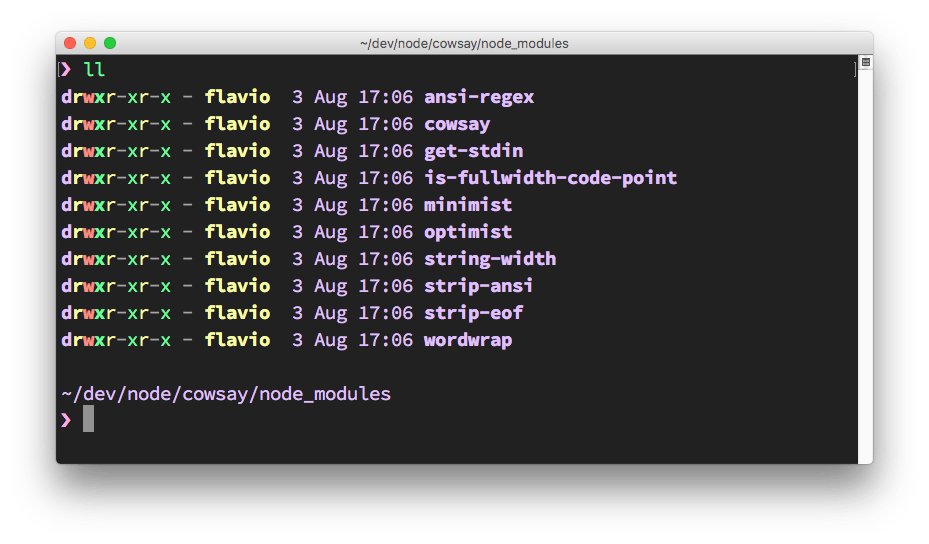 ~/dev/node/cowsay/node_modules
❯ ll
drwxr-xr-x - flavio  3 Aug 17:06 ansi-regex
drwxr-xr-x - flavio  3 Aug 17:06 cowsay
drwxr-xr-x - flavio  3 Aug 17:06 get-stdin
drwxr-xr-x - flavio  3 Aug 17:06 is-fullwidth-code-point
drwxr-xr-x - flavio  3 Aug 17:06 minimist
drwxr-xr-x - flavio  3 Aug 17:06 optimist
drwxr-xr-x - flavio  3 Aug 17:06 string-width
drwxr-xr-x - flavio  3 Aug 17:06 strip-ansi
drwxr-xr-x - flavio  3 Aug 17:06 strip-eof
drwxr-xr-x - flavio  3 Aug 17:06 wordwrap
~/dev/node/cowsay/node_modules
❯